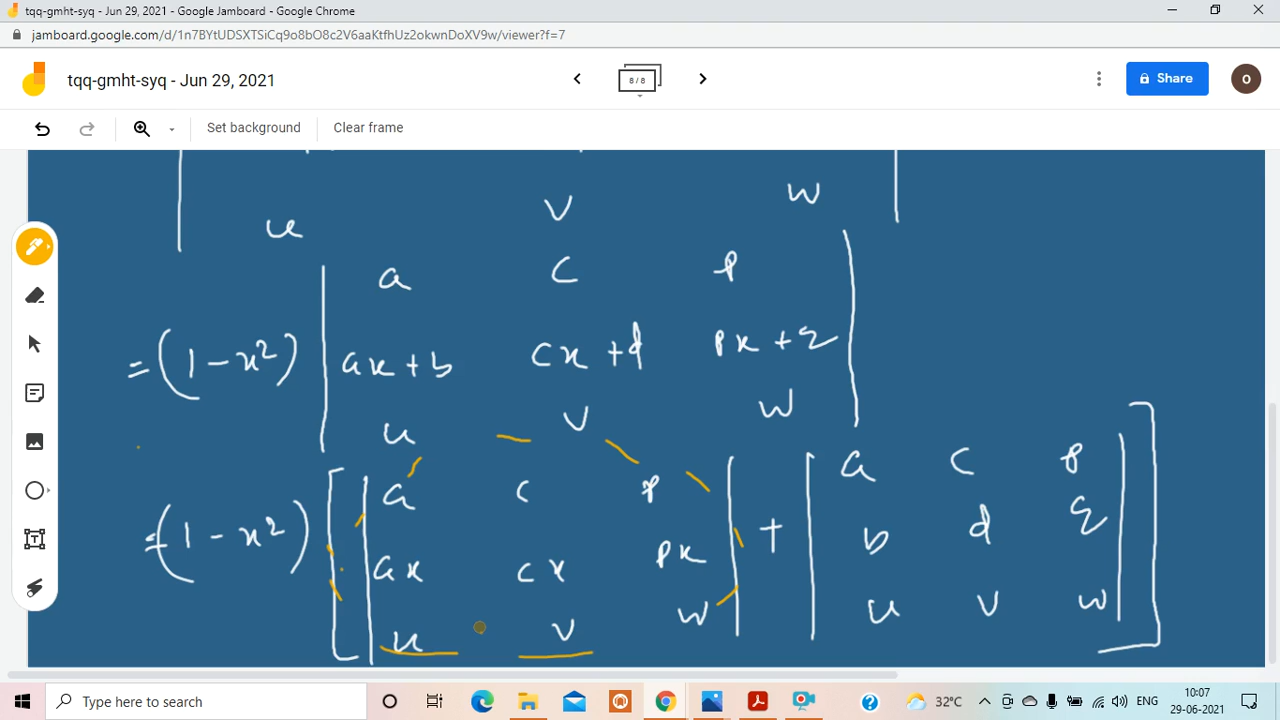 tqq-gmht-syq - Jun 29, 2021 - Google Jamboard - Google Chrome
jamboard.google.com/d/1n7BYtUDSXTSiCq9o8bO8c2V6aaKtfhUz2okwnDoXV9w/viewer?f=7
tqq-gmht-syq - Jun 29, 2021
8 / 8
Share
O
Set background
Clear frame
u v w
a c p
=(1-x²) ax+b cx+d px+q
u v w
a c p a c p
=(1-x²) ax cx px + b d q
u v w u v w
Type here to search
32°C
ENG
10:07
29-06-2021